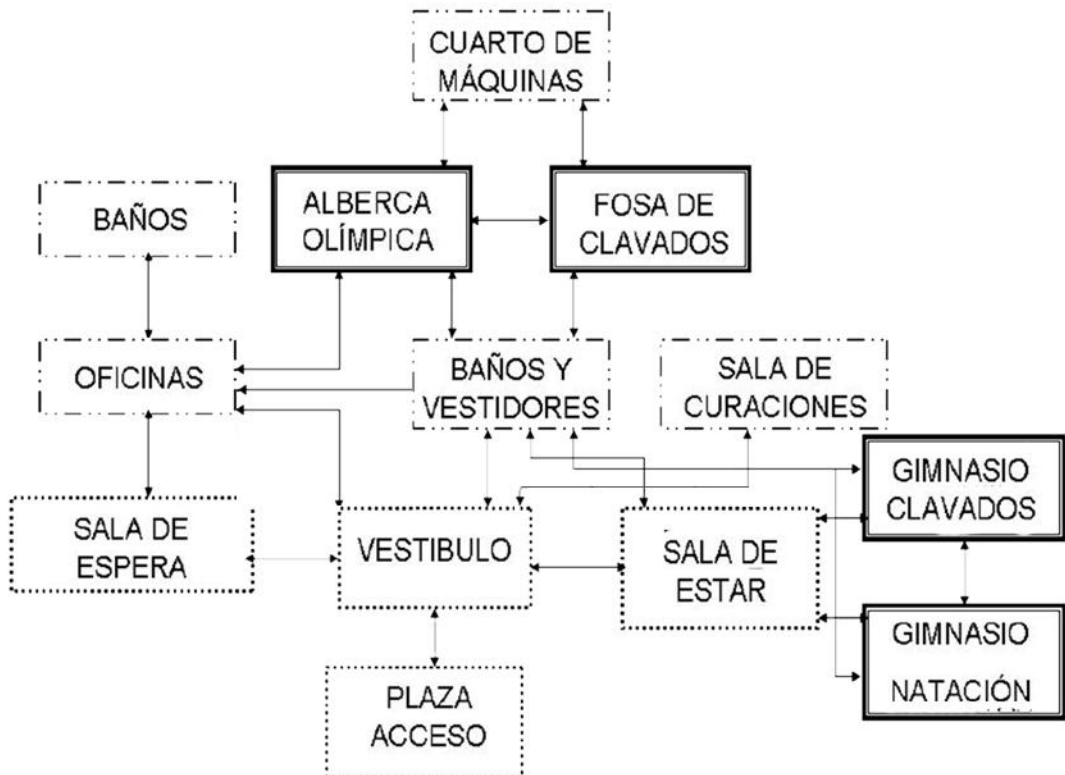 CUARTO DE
MÁQUINAS
ALBERCA
OLÍMPICA
FOSA DE
CLAVADOS
BAÑOS
OFICINAS
BAÑOS Y
VESTIDORES
SALA DE
CURACIONES
GIMNASIO
CLAVADOS
SALA DE
ESPERA
VESTIBULO
SALA DE
ESTAR
GIMNASIO
NATACIÓN
PLAZA
ACCESO